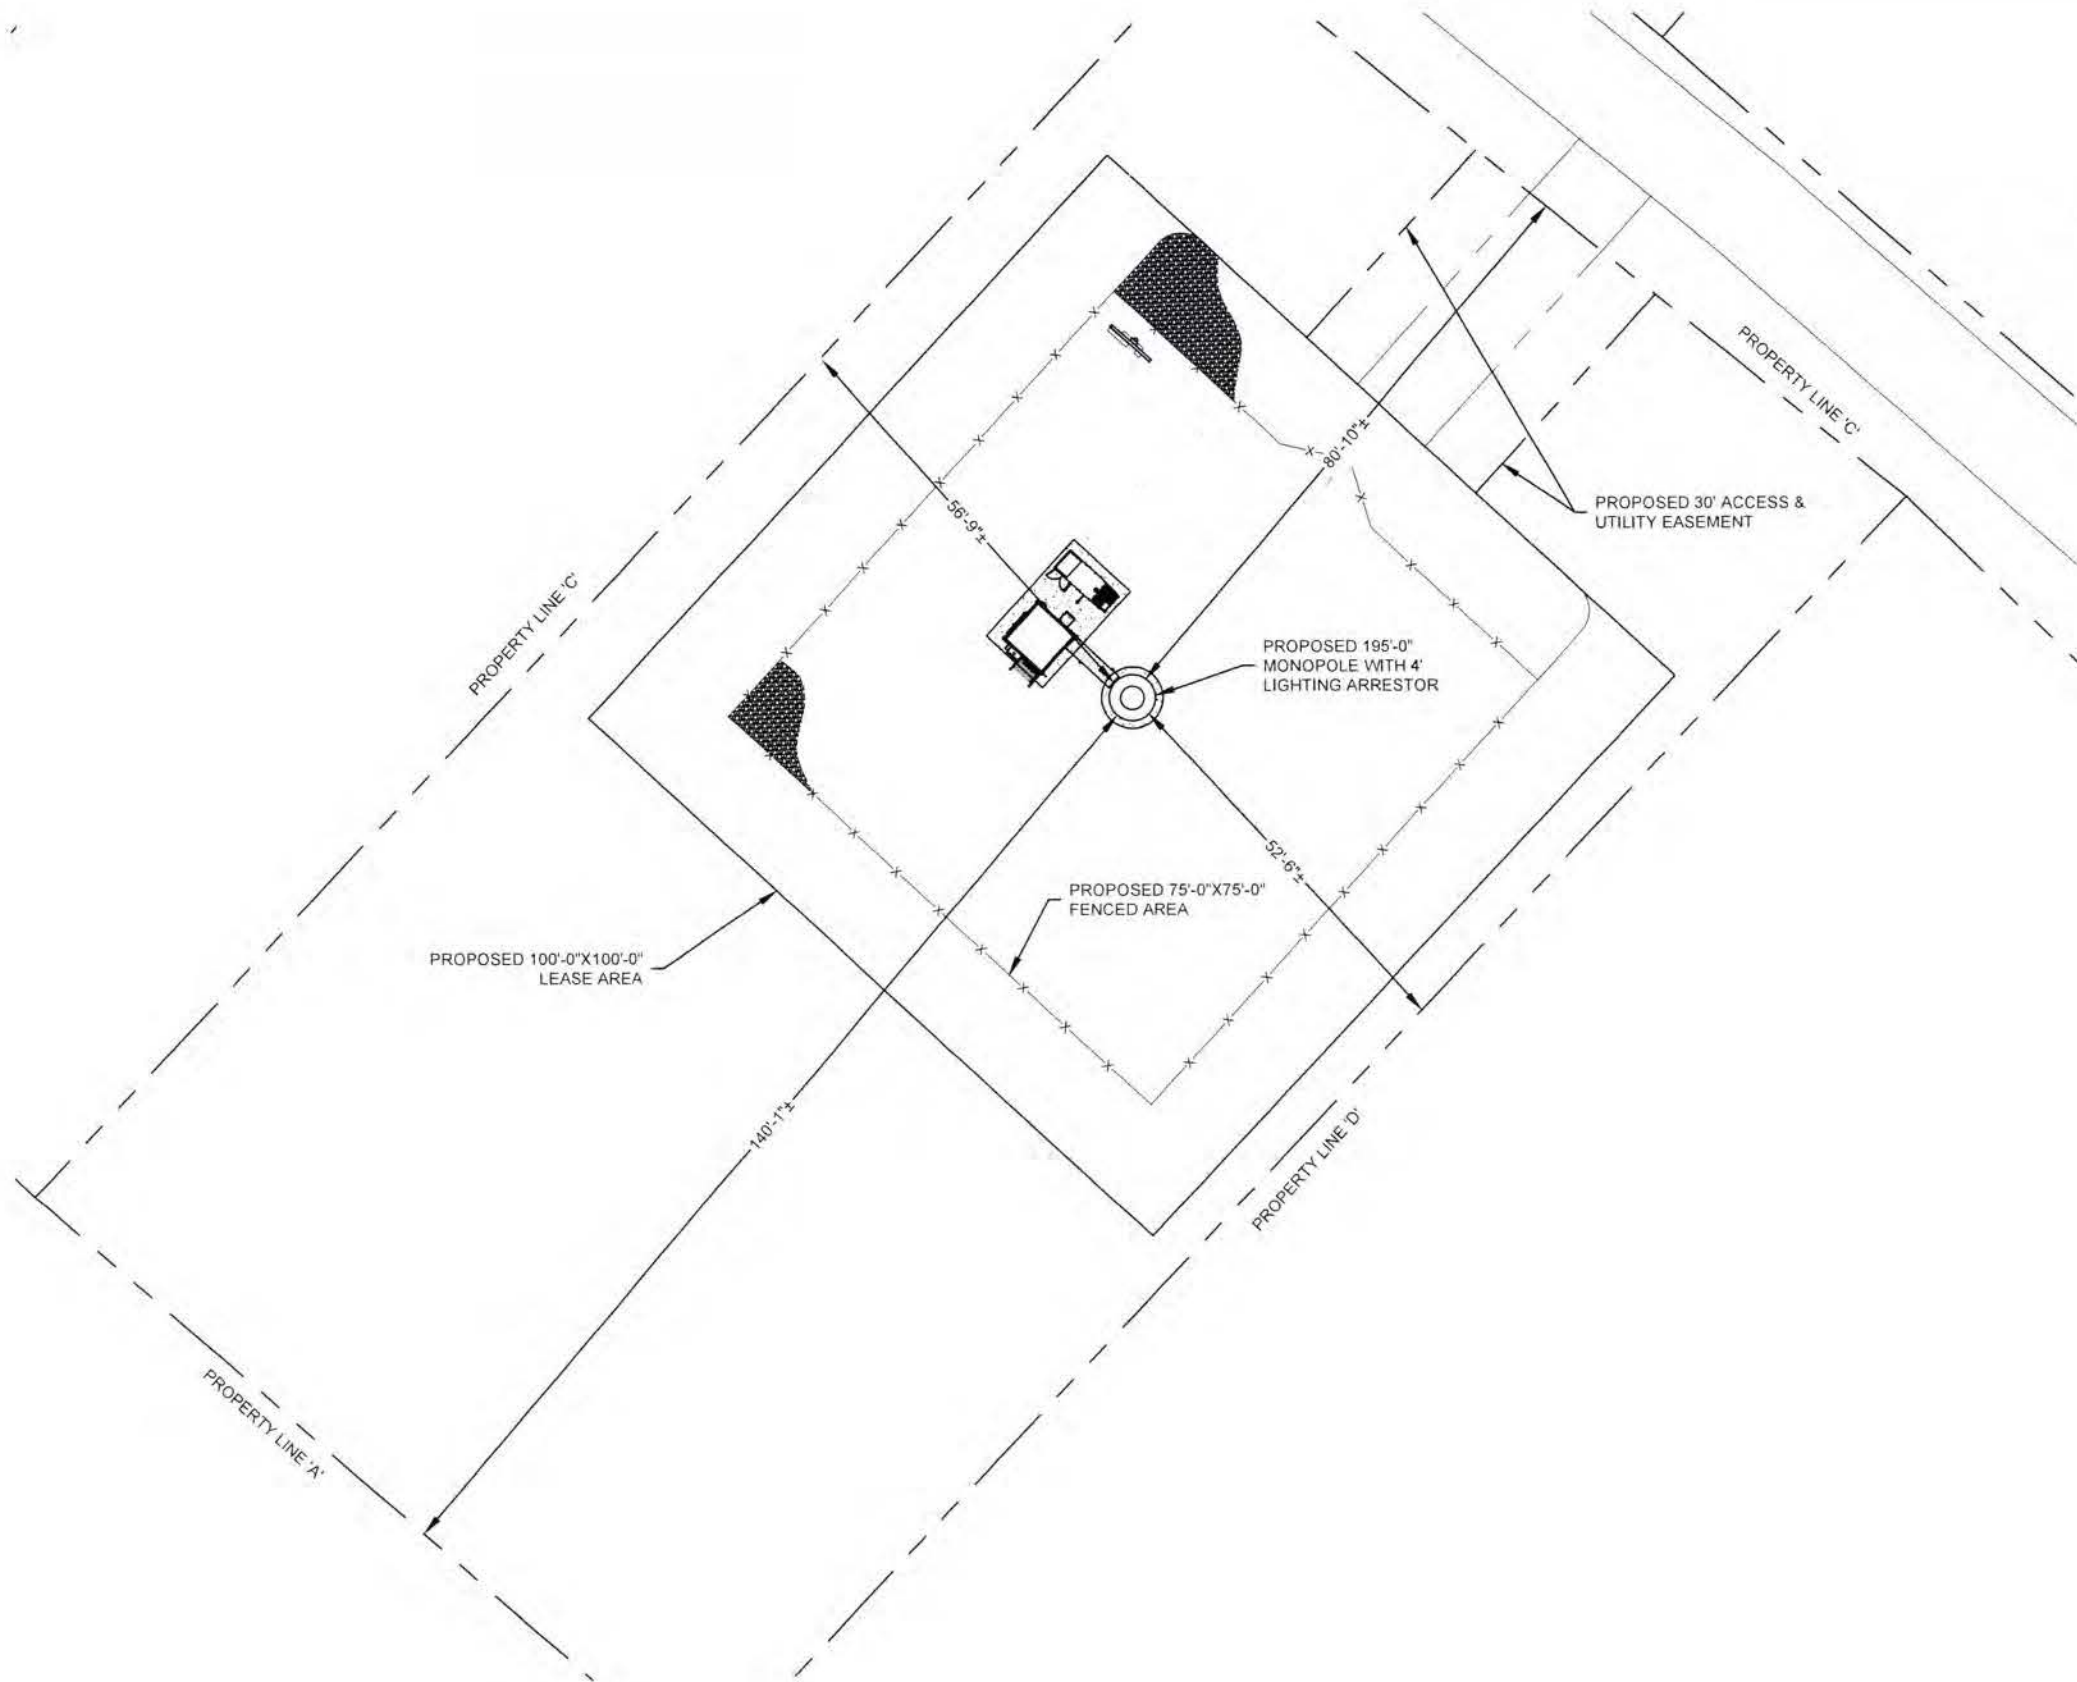 PROPERTY LINE 'C'
80'-10"±
PROPOSED 30' ACCESS &
UTILITY EASEMENT
56'-9"±
PROPERTY LINE 'C'
PROPOSED 195'-0"
MONOPOLE WITH 4'
LIGHTING ARRESTOR
52'-6"±
PROPOSED 75'-0"X75'-0"
FENCED AREA
PROPOSED 100'-0"X100'-0"
LEASE AREA
140'-1"±
PROPERTY LINE 'D'
PROPERTY LINE 'A'